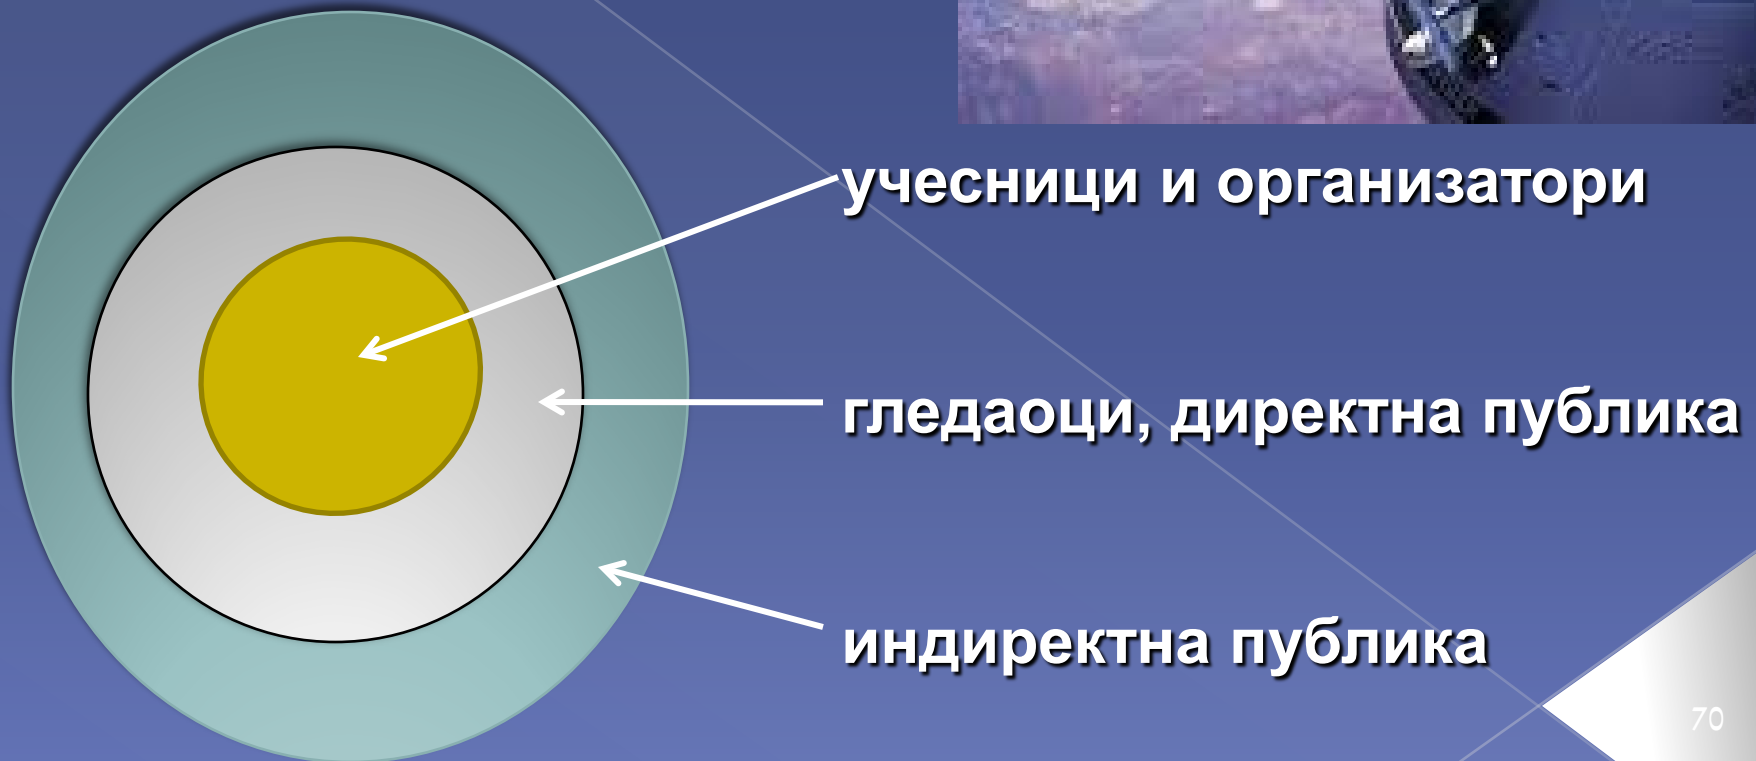 учесници и организатори
гледаоци, директна публика
индиректна публика
70